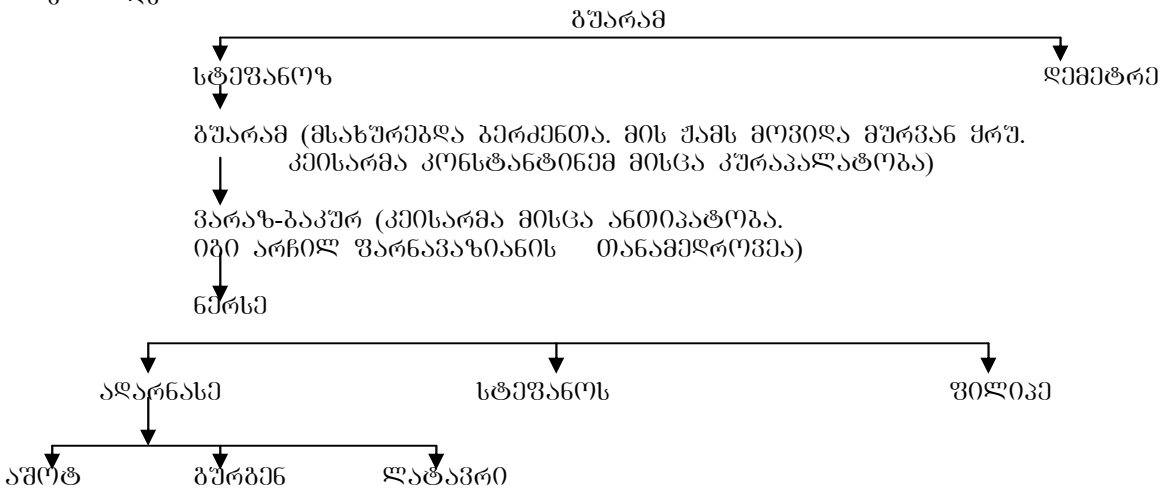 გუარამ
სტეფანოზ დემეტრე
გუარამ (მსახურებდა ბერძენთა. მის ჟამს მოვიდა მურვან ყრუ.
კეისარმა კონსტანტინემ მისცა კურაპალატობა)
ვარაზ-ბაკურ (კეისარმა მისცა ანთიპატობა.
იგი არჩილ ფარნავაზიანის თანამედროვეა)
ნერსე
ადარნასე სტეფანოს ფილიპე
აშოტ გურგენ ლატავრი